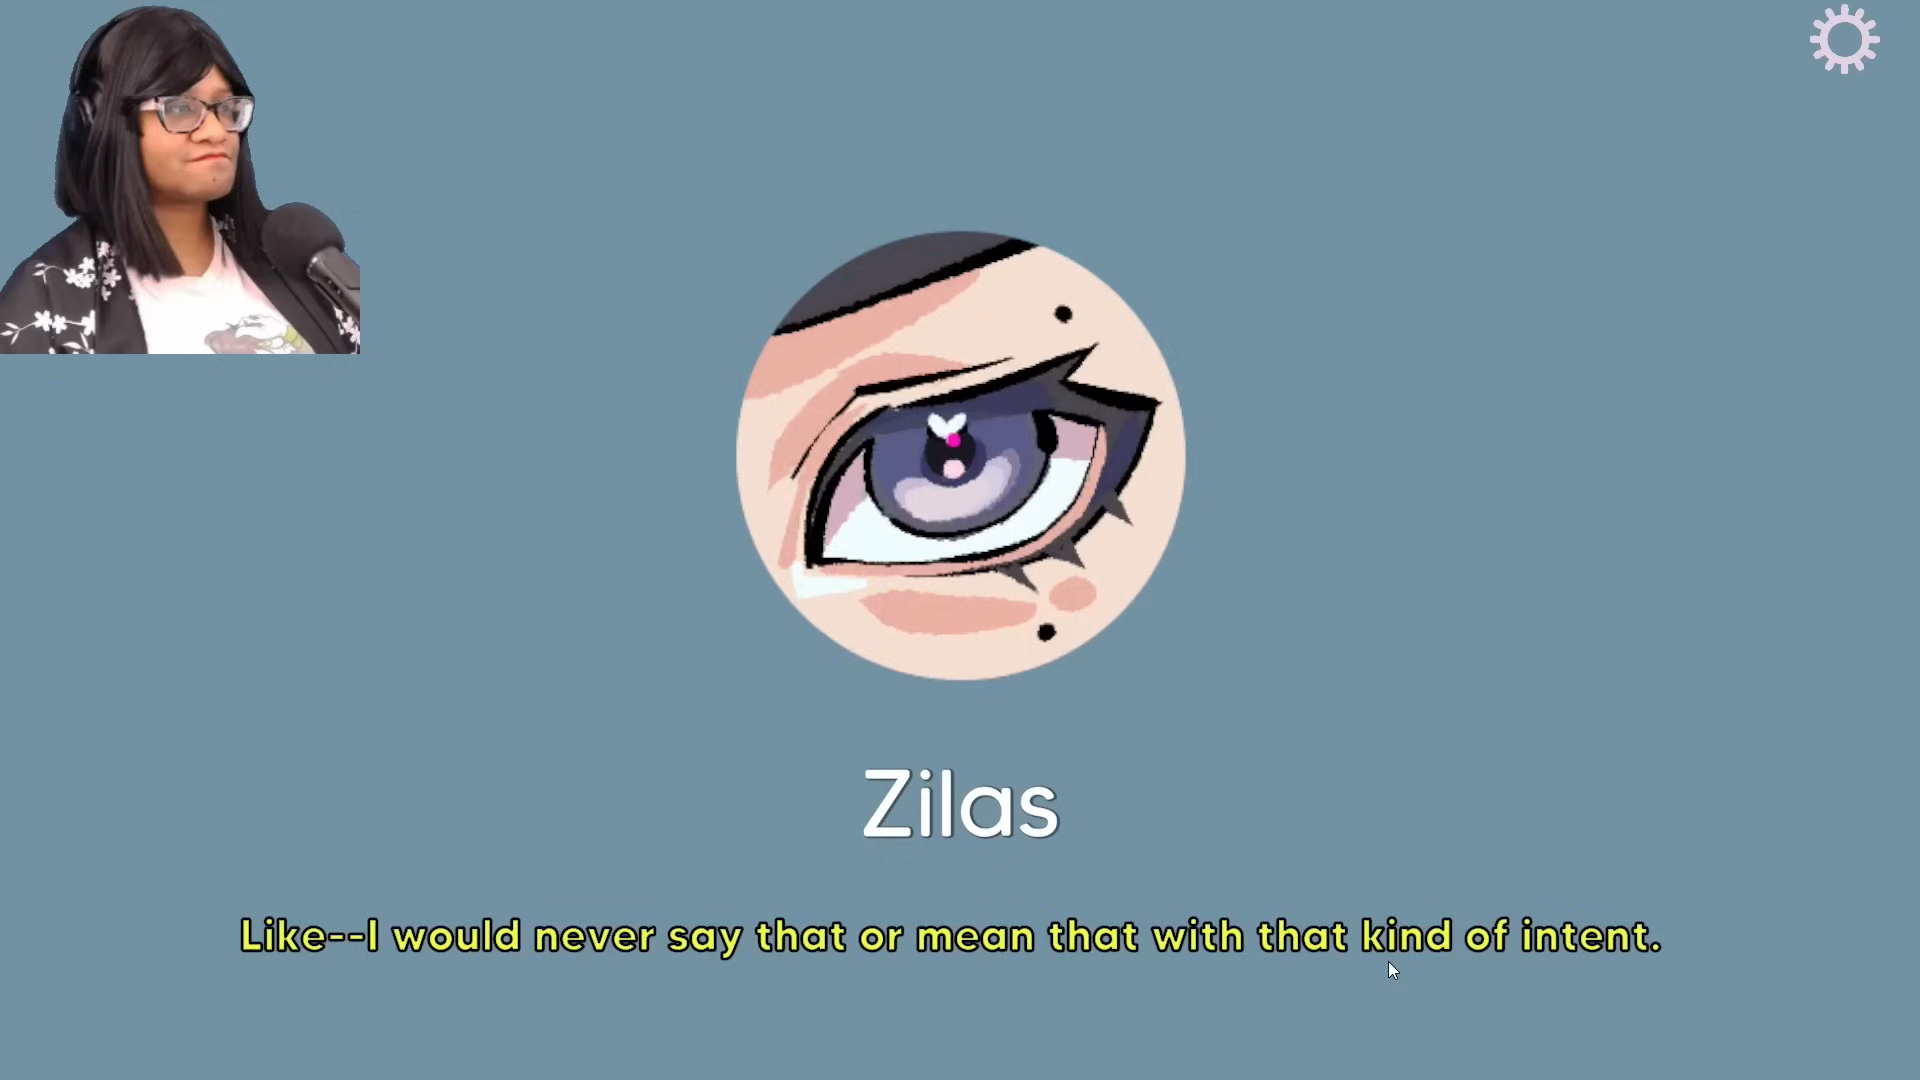 Zilas
Like--I would never say that or mean that with that kind of intent.